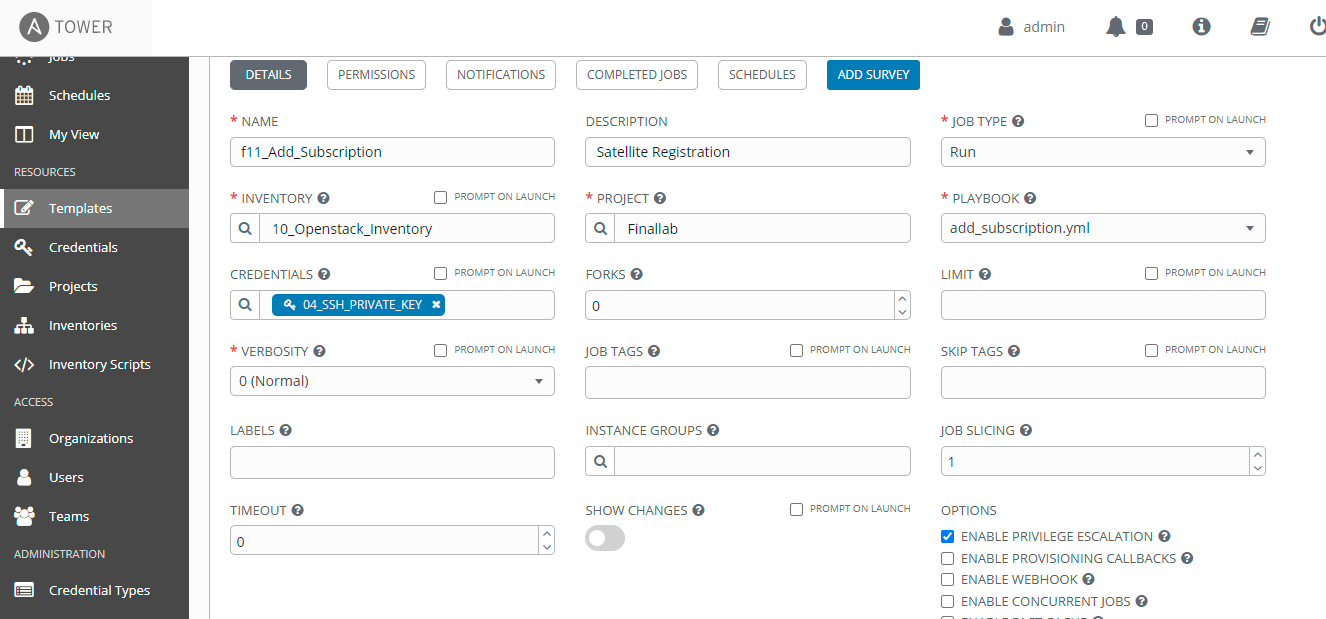 TOWER
admin
0
Jobs
Schedules
My View
RESOURCES
Templates
Credentials
Projects
Inventories
Inventory Scripts
ACCESS
Organizations
Users
Teams
ADMINISTRATION
Credential Types
DETAILS PERMISSIONS NOTIFICATIONS COMPLETED JOBS SCHEDULES ADD SURVEY
* NAME
f11_Add_Subscription
DESCRIPTION
Satellite Registration
* JOB TYPE PROMPT ON LAUNCH
Run
* INVENTORY PROMPT ON LAUNCH
10_Openstack_Inventory
* PROJECT
Finallab
* PLAYBOOK
add_subscription.yml
CREDENTIALS PROMPT ON LAUNCH
04_SSH_PRIVATE_KEY
FORKS
0
LIMIT PROMPT ON LAUNCH
* VERBOSITY PROMPT ON LAUNCH
0 (Normal)
JOB TAGS PROMPT ON LAUNCH
SKIP TAGS PROMPT ON LAUNCH
LABELS
INSTANCE GROUPS
JOB SLICING
1
TIMEOUT
0
SHOW CHANGES PROMPT ON LAUNCH
OPTIONS
ENABLE PRIVILEGE ESCALATION
ENABLE PROVISIONING CALLBACKS
ENABLE WEBHOOK
ENABLE CONCURRENT JOBS